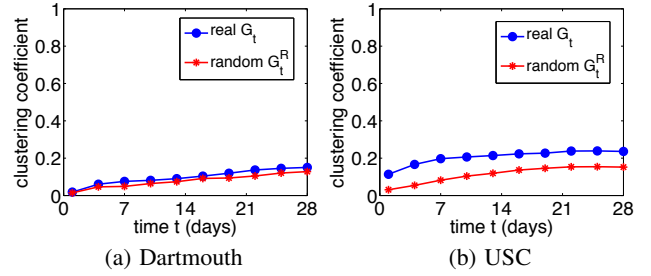 clustering coefficient
1
0.8
0.6
0.4
0.2
0
0 7 14 21 28
time t (days)
real G_t
random G_t^R
(a) Dartmouth
clustering coefficient
1
0.8
0.6
0.4
0.2
0
0 7 14 21 28
time t (days)
real G_t
random G_t^R
(b) USC